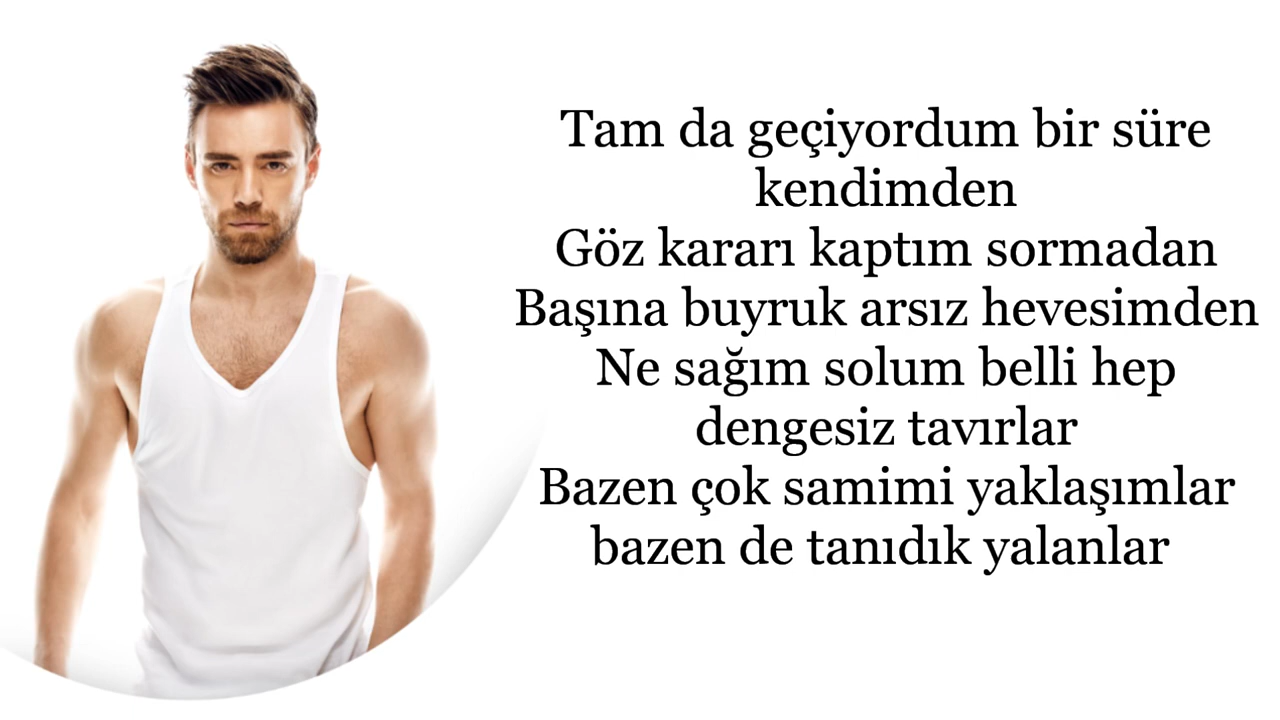 Tam da geçiyordum bir süre
kendimden
Göz kararı kaptım sormadan
Başına buyruk arsız hevesimden
Ne sağım solum belli hep
dengesiz tavırlar
Bazen çok samimi yaklaşımlar
bazen de tanıdık yalanlar